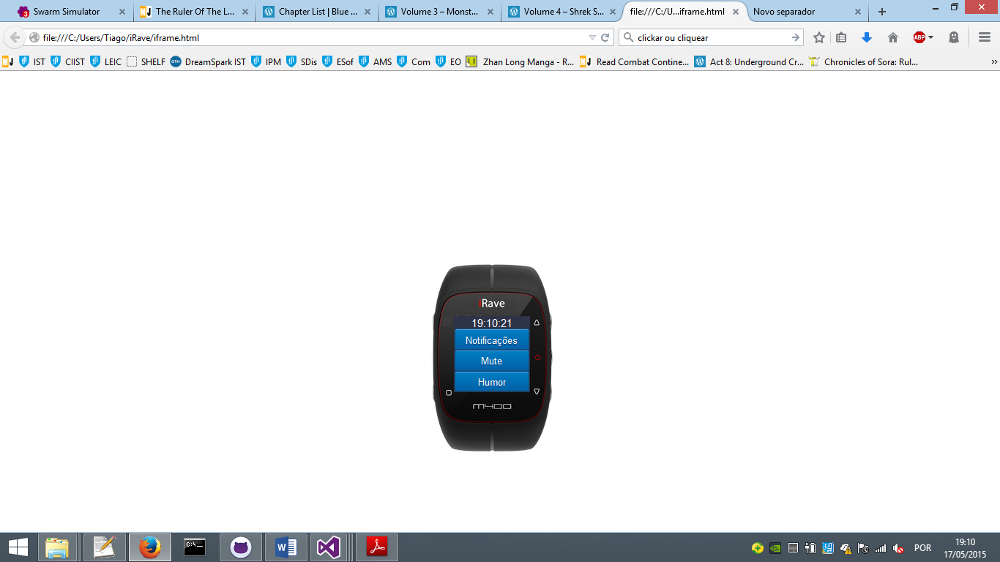 Swarm Simulator
The Ruler Of The L...
Chapter List | Blue ...
Volume 3 – Monst...
Volume 4 – Shrek S...
file:///C:/U...iframe.html
Novo separador
file:///C:/Users/Tiago/iRave/iframe.html
clickar ou cliquear
ABP
IST CIIST LEIC SHELF DreamSpark IST IPM SDis ESof AMS Com EO Zhan Long Manga - R... Read Combat Contine... Act 8: Underground Cr... Chronicles of Sora: Rul... »
iRave
19:10:21
Notificações
Mute
Humor
M400
POR
19:10
17/05/2015